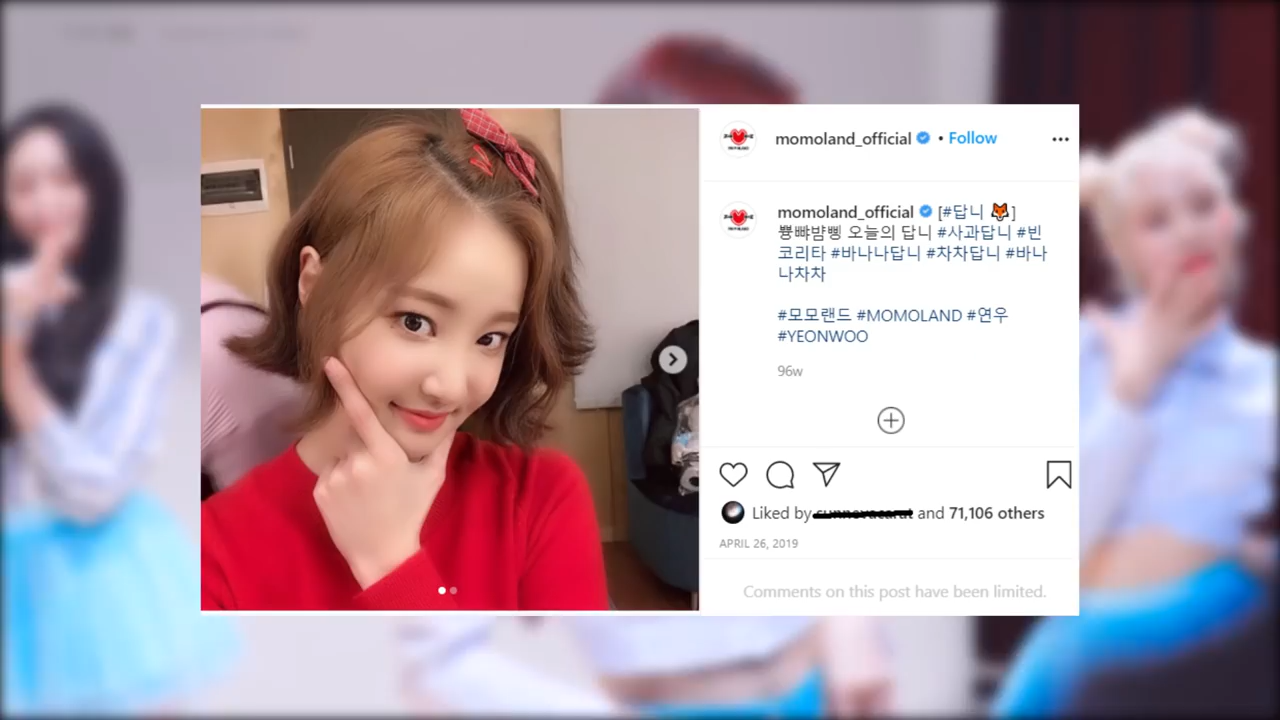 momoland_official • Follow
momoland_official [#답니 🦊]
뿅뺘뱜삥 오늘의 답니 #사과답니 #빈
코리타 #바나나답니 #차차답니 #바나
나차차
#모모랜드 #MOMOLAND #연우
#YEONWOO
96w
Liked by and 71,106 others
APRIL 26, 2019
Comments on this post have been limited.